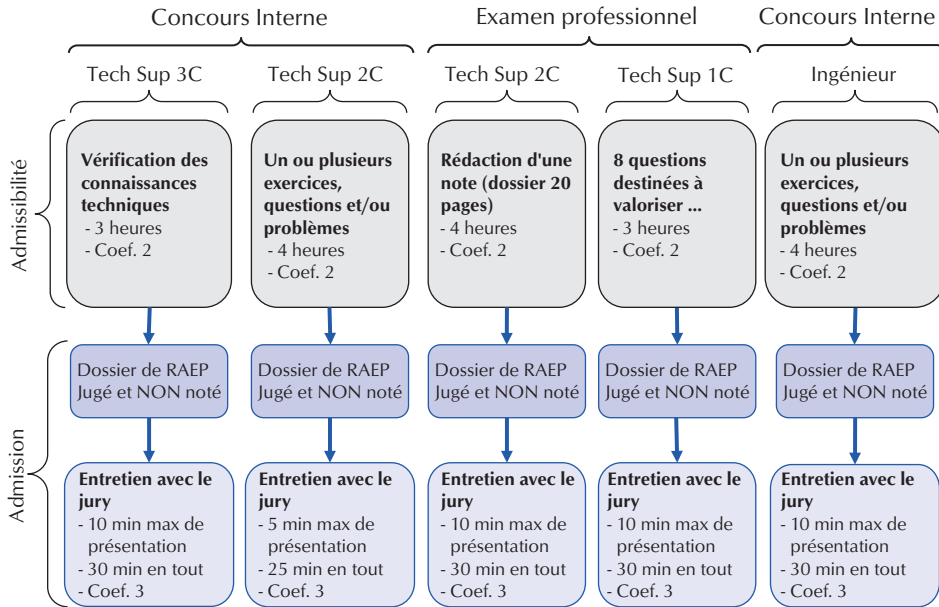 Concours Interne
Examen professionnel
Concours Interne
Tech Sup 3C
Tech Sup 2C
Tech Sup 2C
Tech Sup 1C
Ingénieur
Admissibilité
Vérification des
connaissances
techniques
- 3 heures
- Coef. 2
Un ou plusieurs
exercices,
questions et/ou
problèmes
- 4 heures
- Coef. 2
Rédaction d'une
note (dossier 20
pages)
- 4 heures
- Coef. 2
8 questions
destinées à
valoriser ...
- 3 heures
- Coef. 2
Un ou plusieurs
exercices,
questions et/ou
problèmes
- 4 heures
- Coef. 2
Admission
Dossier de RAEP
Jugé et NON noté
Dossier de RAEP
Jugé et NON noté
Dossier de RAEP
Jugé et NON noté
Dossier de RAEP
Jugé et NON noté
Dossier de RAEP
Jugé et NON noté
Entretien avec le
jury
- 10 min max de
présentation
- 30 min en tout
- Coef. 3
Entretien avec le
jury
- 5 min max de
présentation
- 25 min en tout
- Coef. 3
Entretien avec le
jury
- 10 min max de
présentation
- 30 min en tout
- Coef. 3
Entretien avec le
jury
- 10 min max de
présentation
- 30 min en tout
- Coef. 3
Entretien avec le
jury
- 10 min max de
présentation
- 30 min en tout
- Coef. 3